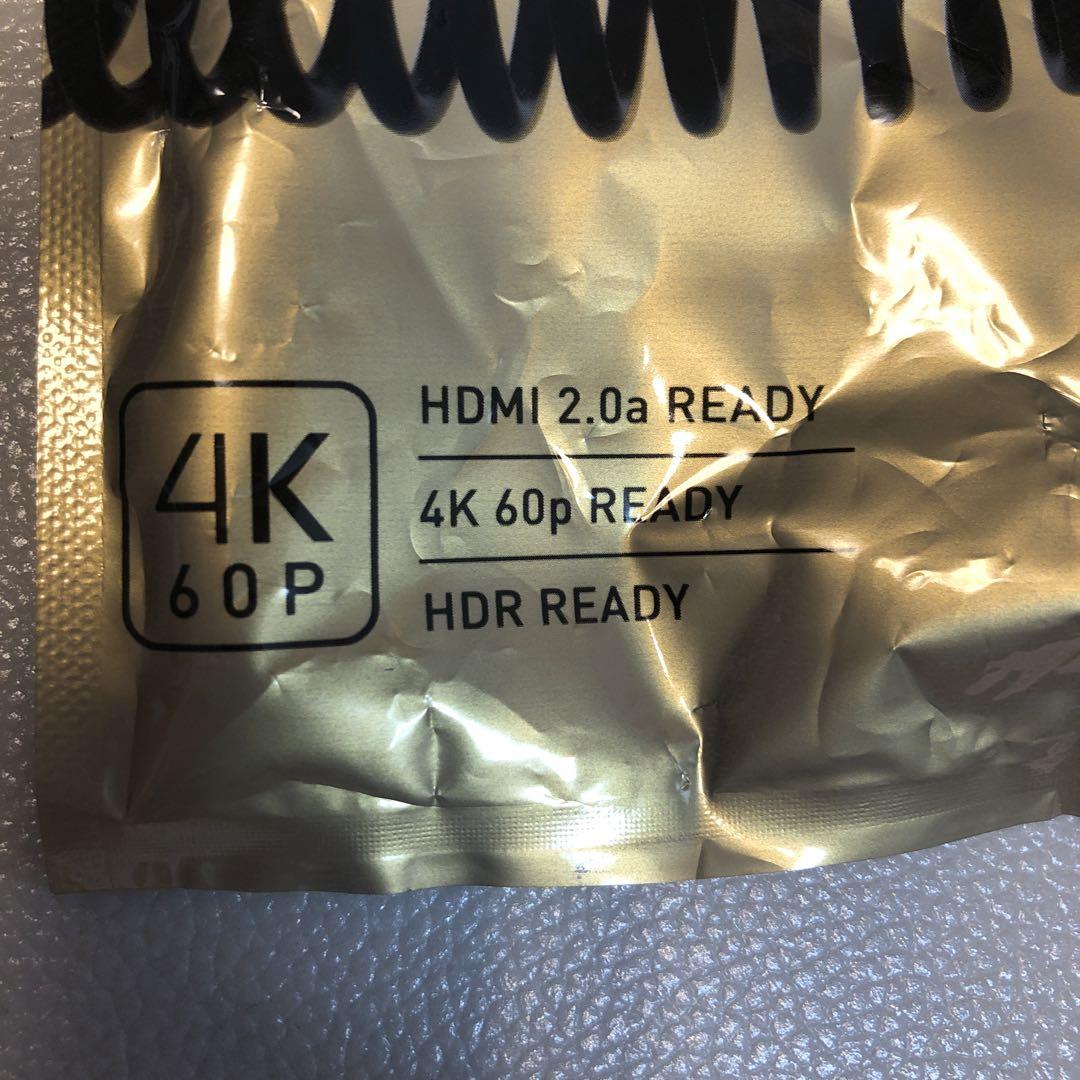 4K
60P
HDMI 2.0a READY
4K 60p READY
HDR READY